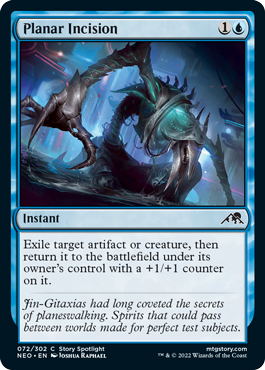 Planar Incision 1
Instant
Exile target artifact or creature, then
return it to the battlefield under its
owner's control with a +1/+1 counter
on it.
Jin-Gitaxias had long coveted the secrets
of planeswalking. Spirits that could pass
between worlds made for perfect test subjects.
072/302 C Story Spotlight mtgstory.com
NEO • EN Joshua Raphael ™ & © 2022 Wizards of the Coast